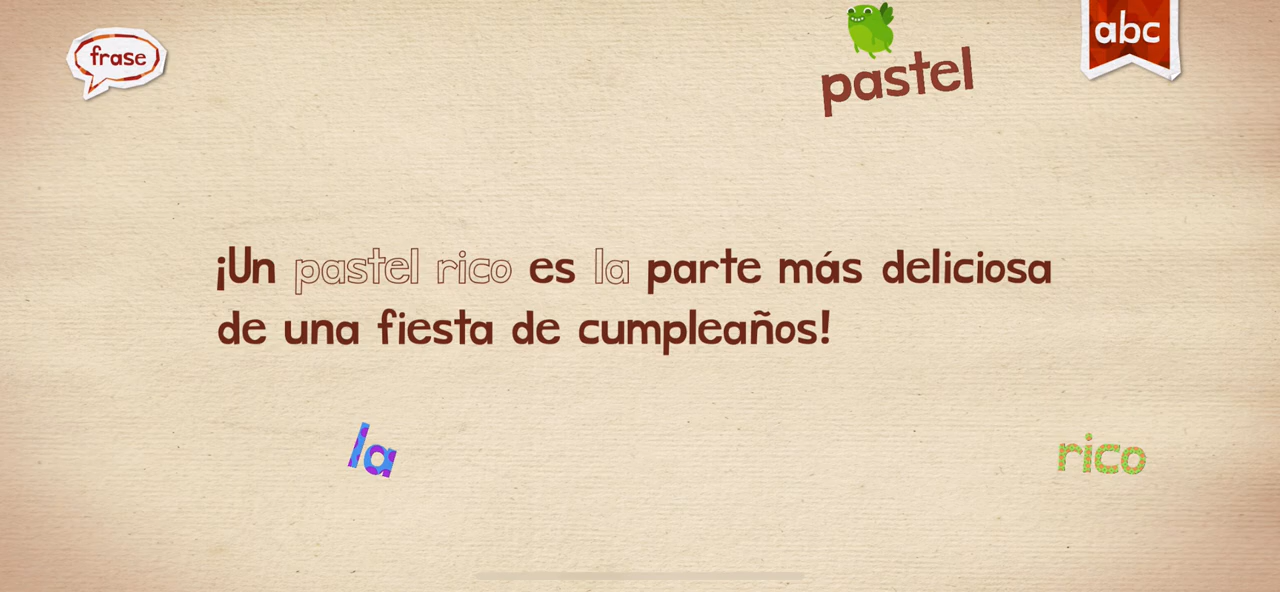 frase
abc
pastel
¡Un pastel rico es la parte más deliciosa
de una fiesta de cumpleaños!
la
rico